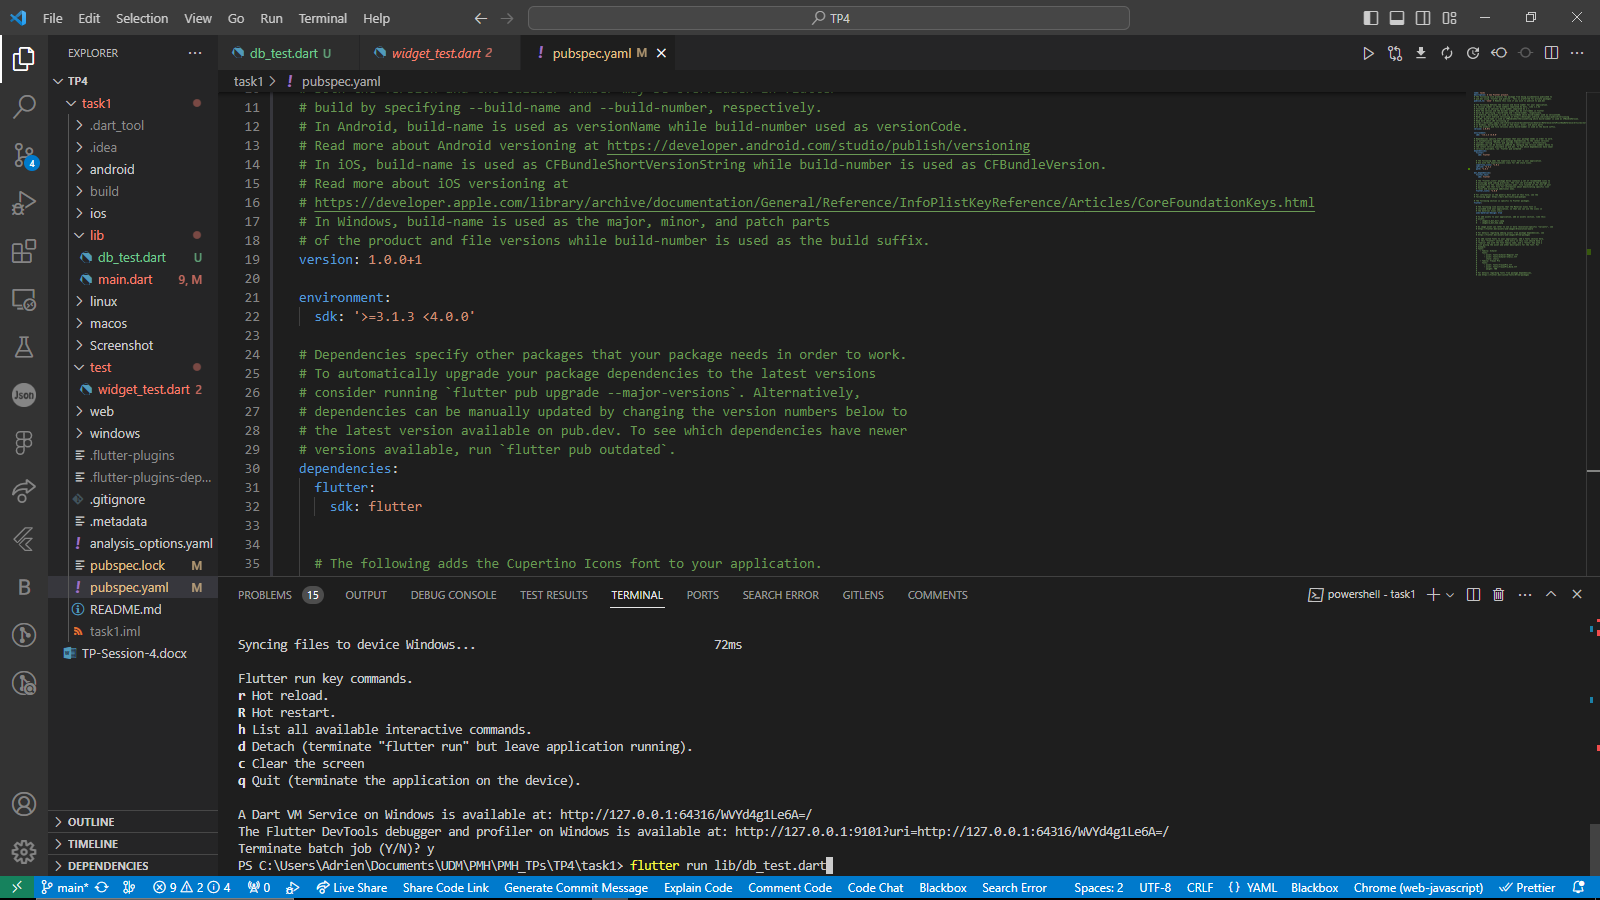 File Edit Selection View Go Run Terminal Help
TP4
EXPLORER
TP4
task1
.dart_tool
.idea
android
build
ios
lib
db_test.dart U
main.dart 9, M
linux
macos
Screenshot
test
widget_test.dart 2
web
windows
.flutter-plugins
.flutter-plugins-dep...
.gitignore
.metadata
analysis_options.yaml
pubspec.lock M
pubspec.yaml M
README.md
task1.iml
TP-Session-4.docx
OUTLINE
TIMELINE
DEPENDENCIES
4
Json
B
db_test.dart U
widget_test.dart 2
pubspec.yaml M
task1 > pubspec.yaml
11 # build by specifying --build-name and --build-number, respectively.
12 # In Android, build-name is used as versionName while build-number used as versionCode.
13 # Read more about Android versioning at https://developer.android.com/studio/publish/versioning
14 # In iOS, build-name is used as CFBundleShortVersionString while build-number is used as CFBundleVersion.
15 # Read more about iOS versioning at
16 # https://developer.apple.com/library/archive/documentation/General/Reference/InfoPlistKeyReference/Articles/CoreFoundationKeys.html
17 # In Windows, build-name is used as the major, minor, and patch parts
18 # of the product and file versions while build-number is used as the build suffix.
19 version: 1.0.0+1
20
21 environment:
22 sdk: '>=3.1.3 <4.0.0'
23
24 # Dependencies specify other packages that your package needs in order to work.
25 # To automatically upgrade your package dependencies to the latest versions
26 # consider running `flutter pub upgrade --major-versions`. Alternatively,
27 # dependencies can be manually updated by changing the version numbers below to
28 # the latest version available on pub.dev. To see which dependencies have newer
29 # versions available, run `flutter pub outdated`.
30 dependencies:
31 flutter:
32 sdk: flutter
33
34
35 # The following adds the Cupertino Icons font to your application.
PROBLEMS 15 OUTPUT DEBUG CONSOLE TEST RESULTS TERMINAL PORTS SEARCH ERROR GITLENS COMMENTS
powershell - task1
Syncing files to device Windows... 72ms
Flutter run key commands.
r Hot reload.
R Hot restart.
h List all available interactive commands.
d Detach (terminate "flutter run" but leave application running).
c Clear the screen
q Quit (terminate the application on the device).
A Dart VM Service on Windows is available at: http://127.0.0.1:64316/WVYd4g1Le6A=/
The Flutter DevTools debugger and profiler on Windows is available at: http://127.0.0.1:9101?uri=http://127.0.0.1:64316/WVYd4g1Le6A=/
Terminate batch job (Y/N)? y
PS C:\Users\Adrien\Documents\UDM\PMH\PMH_TPs\TP4\task1> flutter run lib/db_test.dart
main* 9 2 4 0 Live Share Share Code Link Generate Commit Message Explain Code Comment Code Code Chat Blackbox Search Error Spaces: 2 UTF-8 CRLF {} YAML Blackbox Chrome (web-javascript) Prettier